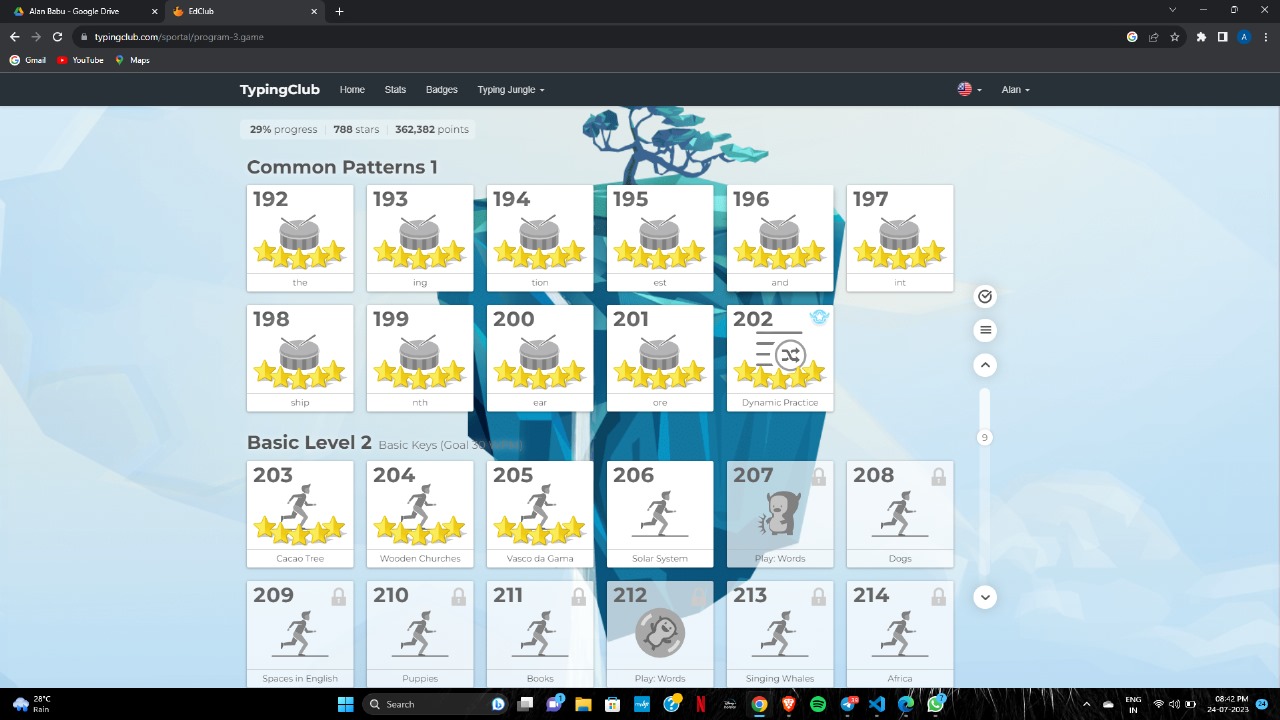 Alan Babu - Google Drive
EdClub
typingclub.com/sportal/program-3.game
A
Gmail
YouTube
Maps
TypingClub
Home
Stats
Badges
Typing Jungle
Alan
29% progress
788 stars
362,382 points
Common Patterns 1
192
193
194
195
196
197
the
ing
tion
est
and
int
198
199
200
201
202
ship
nth
ear
ore
Dynamic Practice
9
Basic Level 2 Basic Keys (Goal 30
203
204
205
206
207
208
Cacao Tree
Wooden Churches
Vasco da Gama
Solar System
Play: Words
Dogs
209
210
211
212
213
214
Spaces in English
Puppies
Books
Play: Words
Singing Whales
Africa
28°C
Rain
Search
ENG
IN
08:42 PM
24-07-2023
24